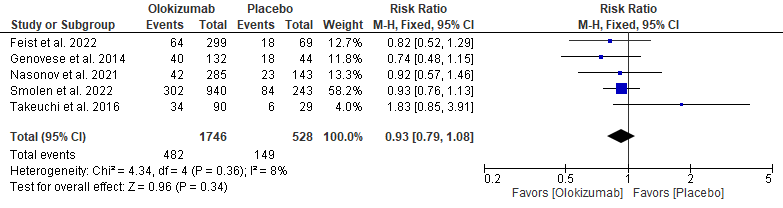 Olokizumab Placebo Risk Ratio Risk Ratio
Study or Subgroup Events Total Events Total Weight M-H, Fixed, 95% CI M-H, Fixed, 95% CI
Feist et al. 2022 64 299 18 69 12.7% 0.82 [0.52, 1.29]
Genovese et al. 2014 40 132 18 44 11.8% 0.74 [0.48, 1.15]
Nasonov et al. 2021 42 285 23 143 13.3% 0.92 [0.57, 1.46]
Smolen et al. 2022 302 940 84 243 58.2% 0.93 [0.76, 1.13]
Takeuchi et al. 2016 34 90 6 29 4.0% 1.83 [0.85, 3.91]
Total (95% CI) 1746 528 100.0% 0.93 [0.79, 1.08]
Total events 482 149
Heterogeneity: Chi² = 4.34, df = 4 (P = 0.36); I² = 8%
Test for overall effect: Z = 0.96 (P = 0.34)
0.2 0.5 1 2 5
Favors [Olokizumab] Favors [Placebo]